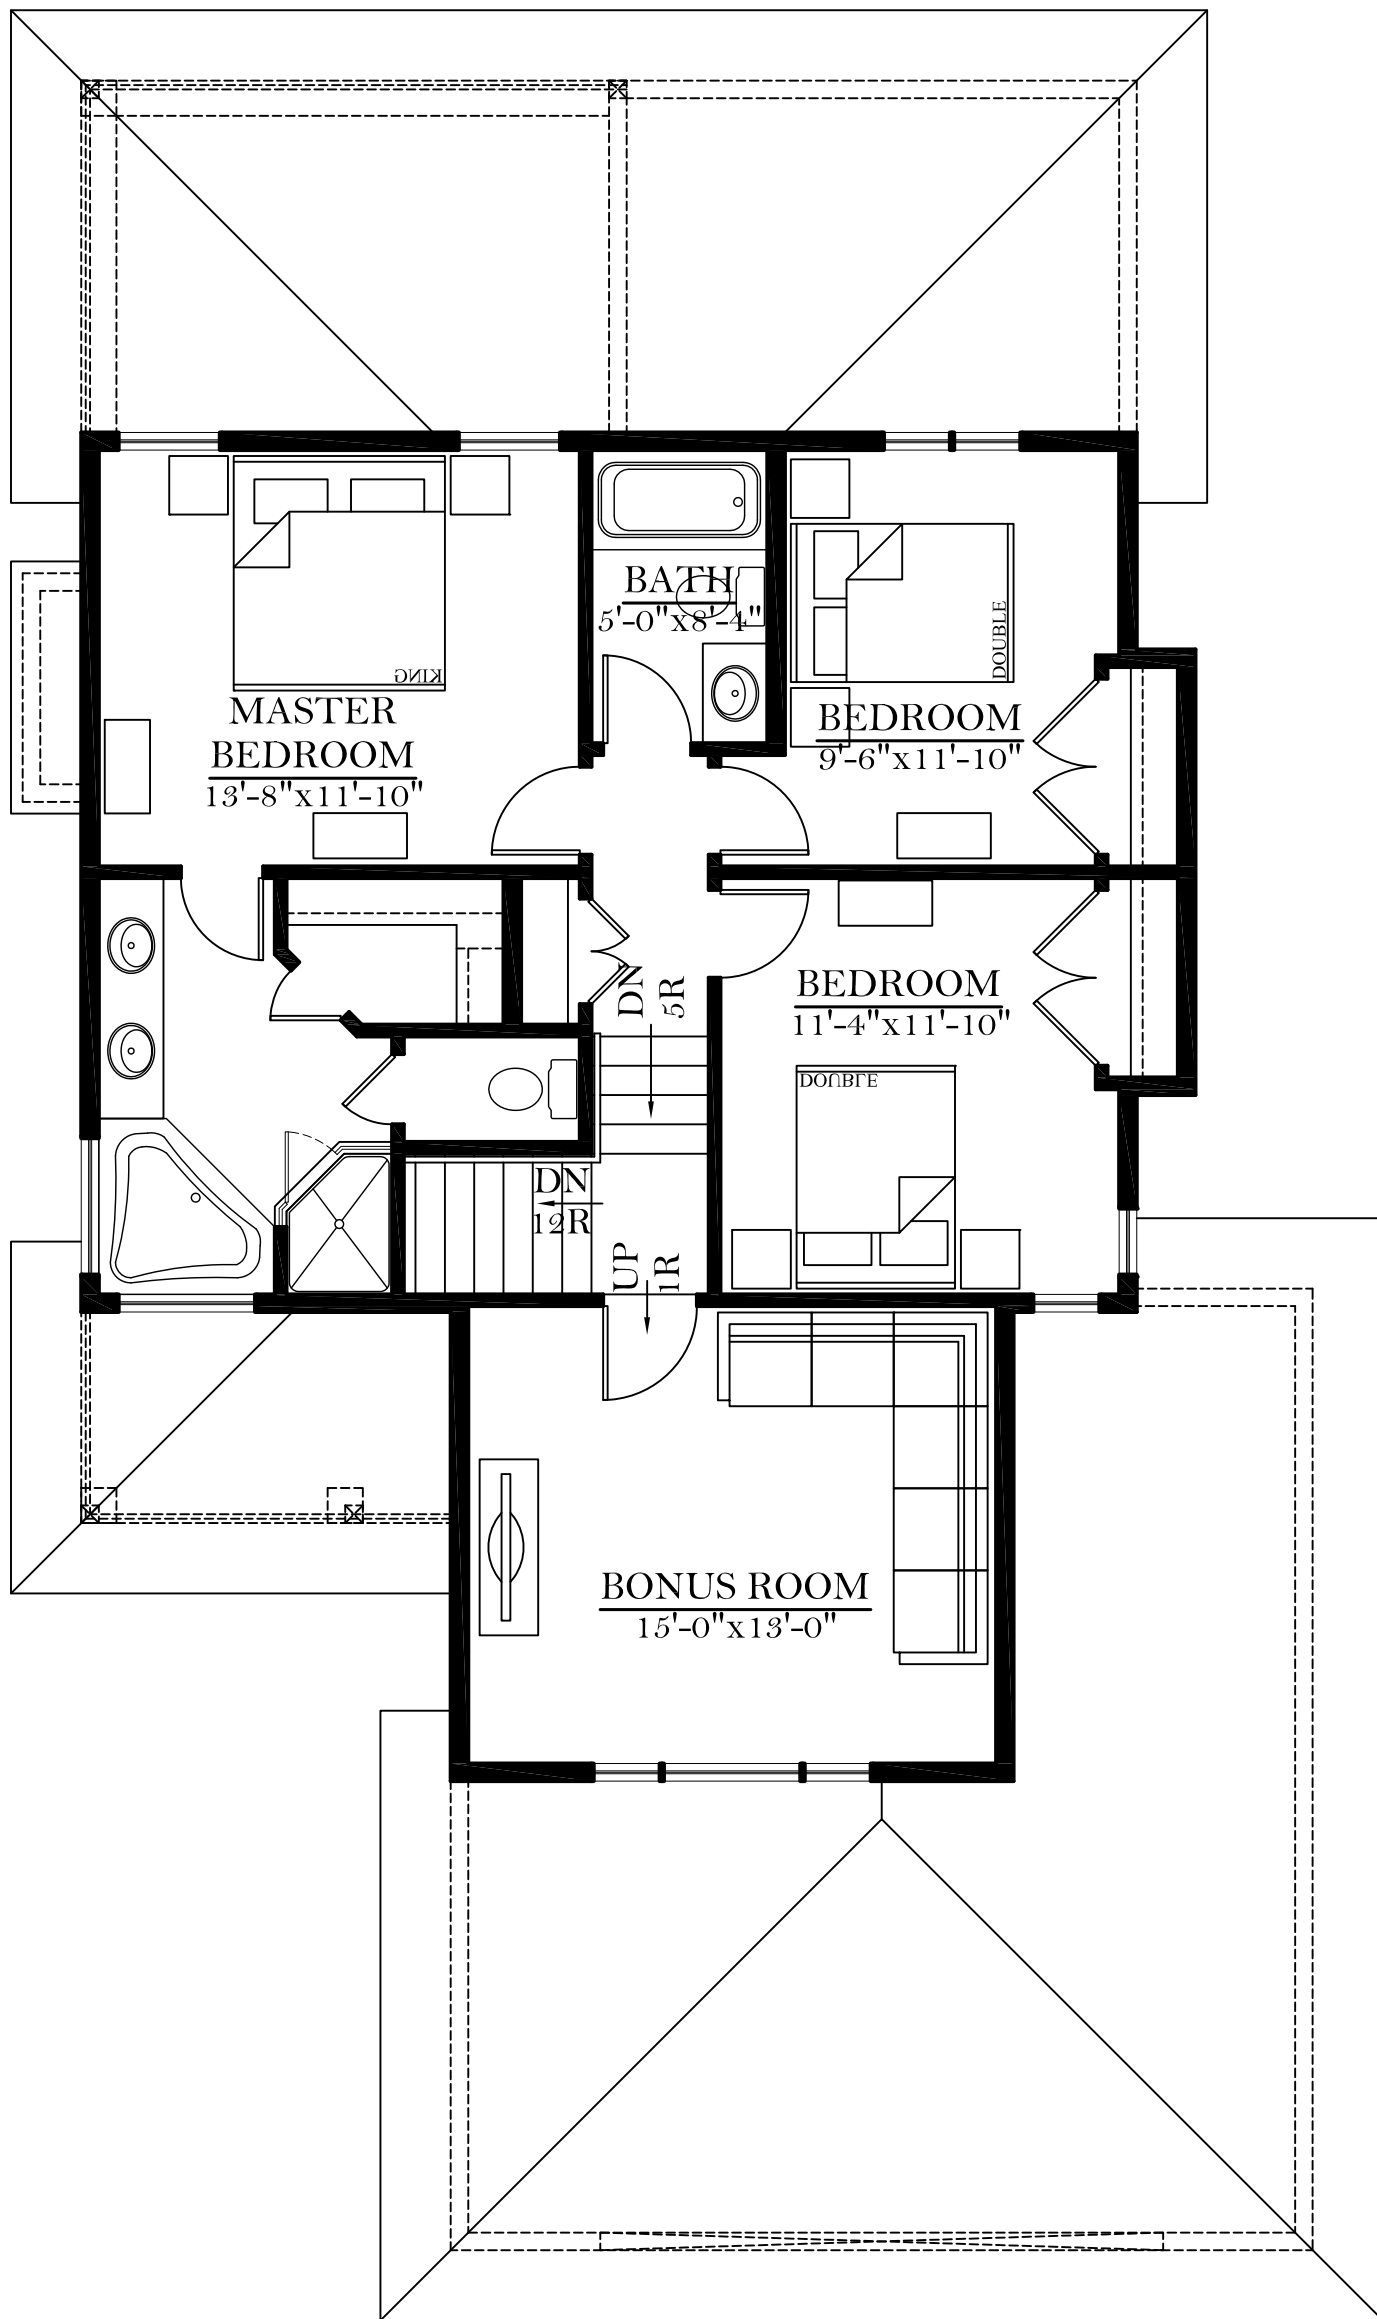 BATH
5'-0"x8'-4"
DOUBLE
KING
MASTER
BEDROOM
13'-8"x11'-10"
BEDROOM
9'-6"x11'-10"
DN
5R
BEDROOM
11'-4"x11'-10"
DOUBLE
DN
12R
UP
1R
BONUS ROOM
15'-0"x13'-0"